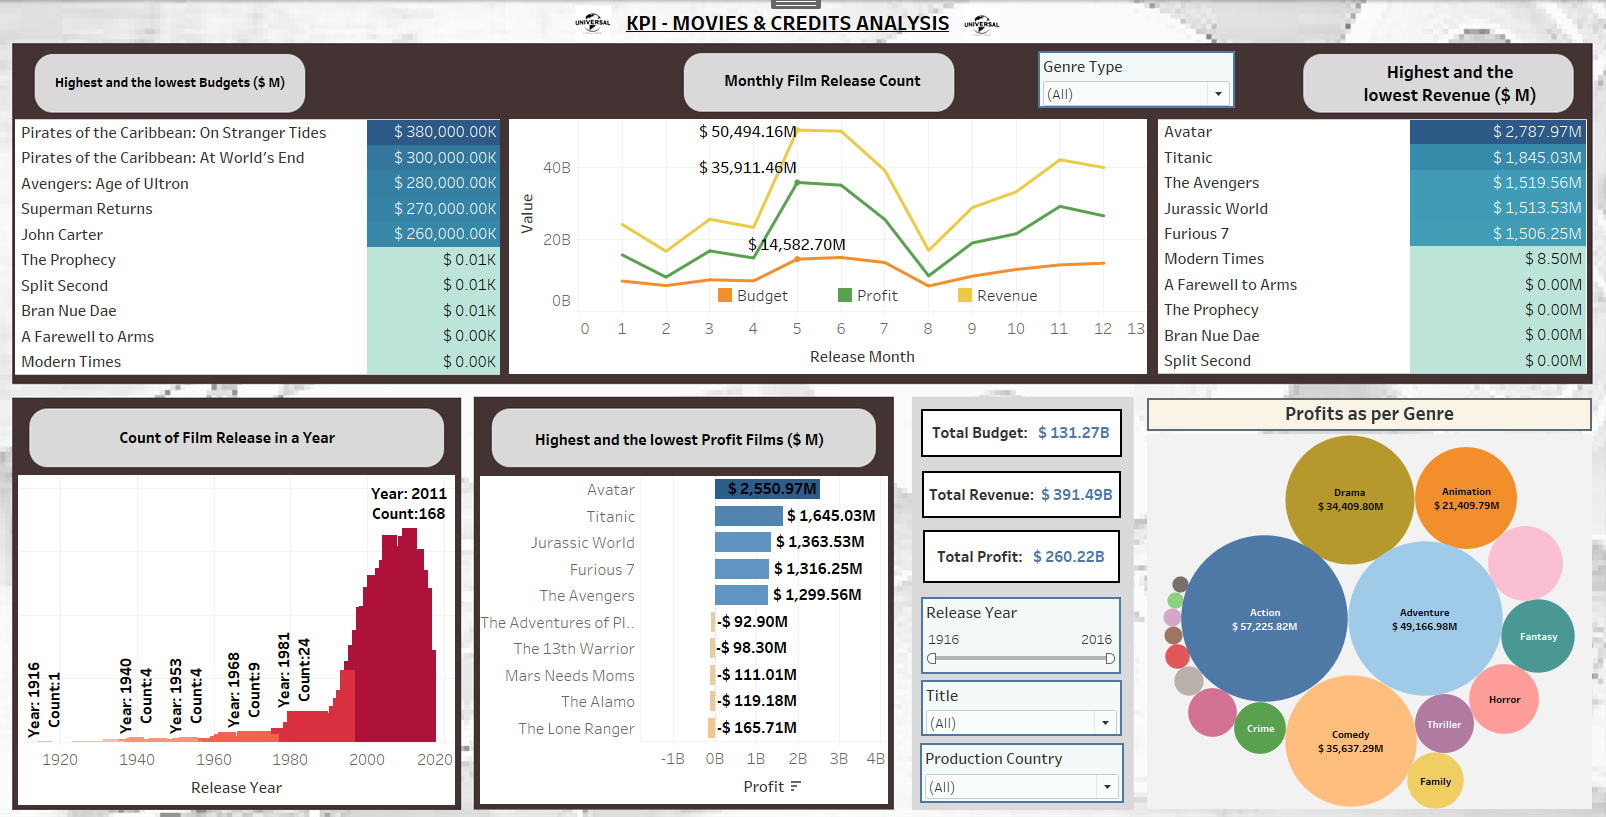 UNIVERSAL
KPI - MOVIES & CREDITS ANALYSIS
UNIVERSAL
Highest and the lowest Budgets ($ M)
Pirates of the Caribbean: On Stranger Tides $ 380,000.00K
Pirates of the Caribbean: At World's End $ 300,000.00K
Avengers: Age of Ultron $ 280,000.00K
Superman Returns $ 270,000.00K
John Carter $ 260,000.00K
The Prophecy $ 0.01K
Split Second $ 0.01K
Bran Nue Dae $ 0.01K
A Farewell to Arms $ 0.00K
Modern Times $ 0.00K
Monthly Film Release Count
Genre Type
(All)
$ 50,494.16M
$ 35,911.46M
$ 14,582.70M
40B
20B
0B
Value
Budget Profit Revenue
0 1 2 3 4 5 6 7 8 9 10 11 12 13
Release Month
Highest and the
lowest Revenue ($ M)
Avatar $ 2,787.97M
Titanic $ 1,845.03M
The Avengers $ 1,519.56M
Jurassic World $ 1,513.53M
Furious 7 $ 1,506.25M
Modern Times $ 8.50M
A Farewell to Arms $ 0.00M
The Prophecy $ 0.00M
Bran Nue Dae $ 0.00M
Split Second $ 0.00M
Count of Film Release in a Year
Year: 1916
Count:1
Year: 1940
Count:4
Year: 1953
Count:4
Year: 1968
Count:9
Year: 1981
Count:24
Year: 2011
Count:168
1920 1940 1960 1980 2000 2020
Release Year
Highest and the lowest Profit Films ($ M)
Avatar $ 2,550.97M
Titanic $ 1,645.03M
Jurassic World $ 1,363.53M
Furious 7 $ 1,316.25M
The Avengers $ 1,299.56M
The Adventures of Pl.. -$ 92.90M
The 13th Warrior -$ 98.30M
Mars Needs Moms -$ 111.01M
The Alamo -$ 119.18M
The Lone Ranger -$ 165.71M
-1B 0B 1B 2B 3B 4B
Profit
Total Budget: $ 131.27B
Total Revenue: $ 391.49B
Total Profit: $ 260.22B
Release Year
1916 2016
Title
(All)
Production Country
(All)
Profits as per Genre
Drama
$ 34,409.80M
Animation
$ 21,409.79M
Action
$ 57,225.82M
Adventure
$ 49,166.98M
Fantasy
Horror
Thriller
Crime
Comedy
$ 35,637.29M
Family